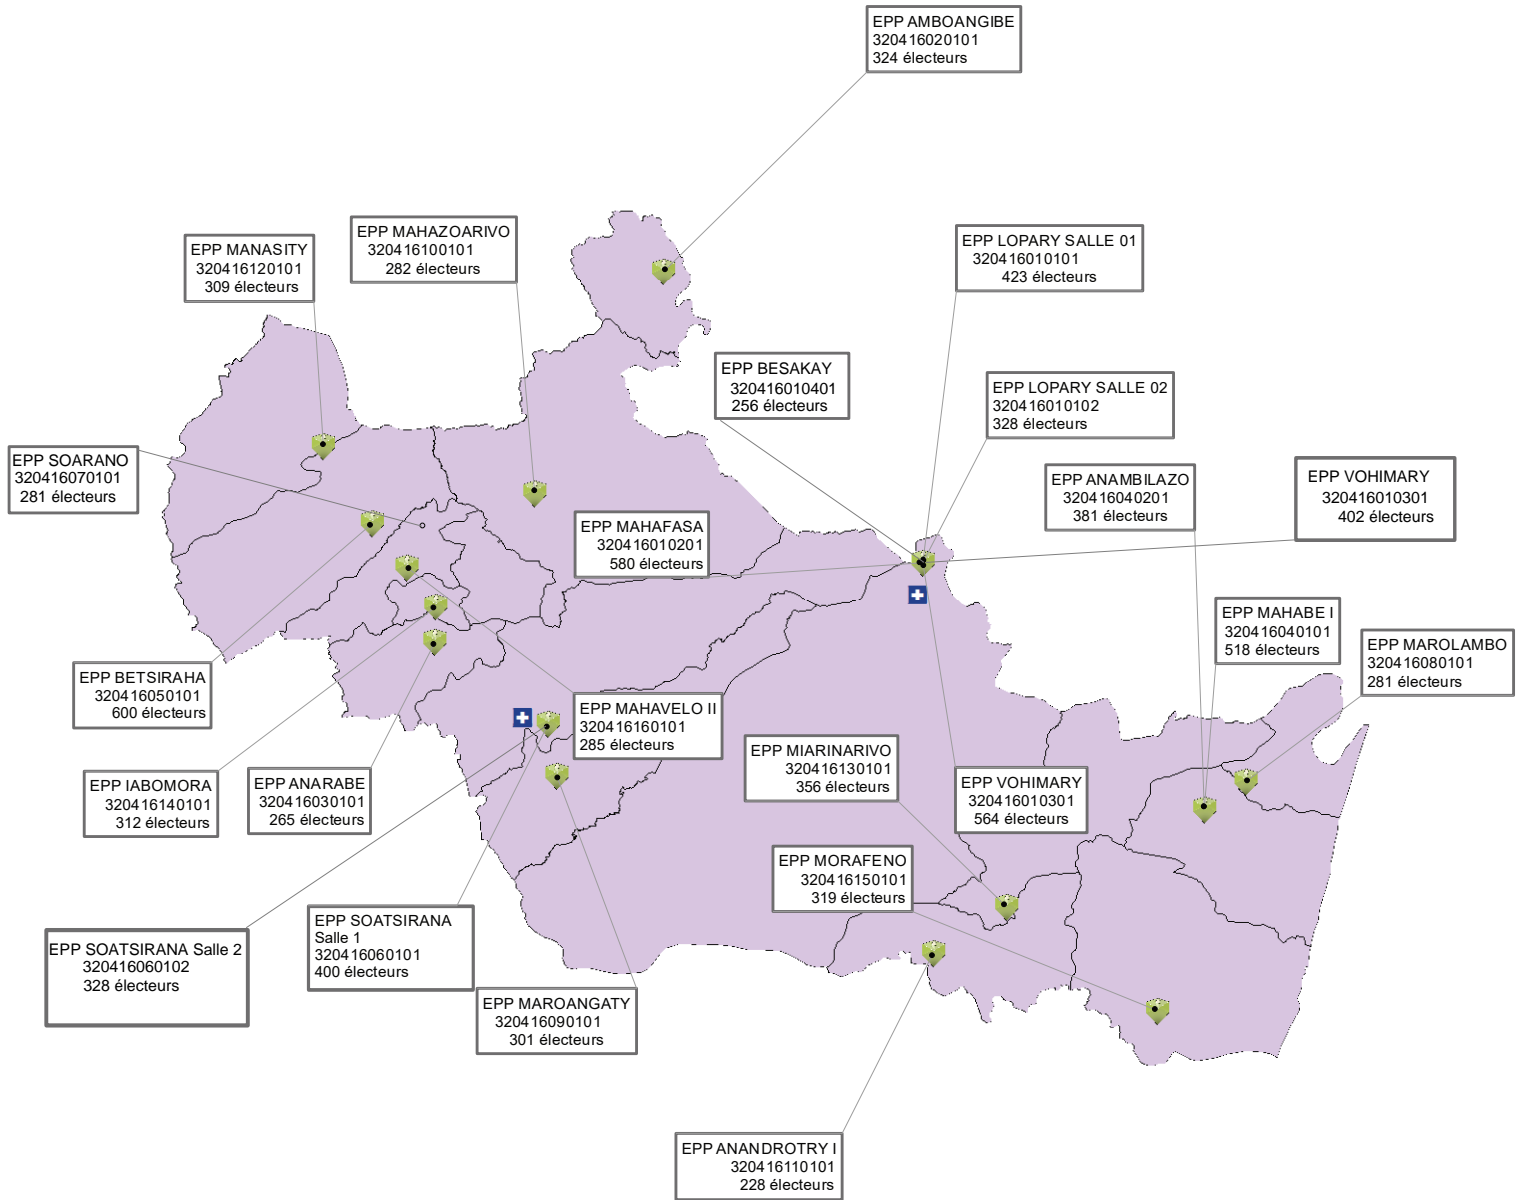 EPP AMBOANGIBE
320416020101
324 électeurs
EPP MAHAZOARIVO
320416100101
282 électeurs
EPP MANASITY
320416120101
309 électeurs
EPP LOPARY SALLE 01
320416010101
423 électeurs
EPP BESAKAY
320416010401
256 électeurs
EPP LOPARY SALLE 02
320416010102
328 électeurs
EPP SOARANO
320416070101
281 électeurs
EPP ANAMBILAZO
320416040201
381 électeurs
EPP VOHIMARY
320416010301
402 électeurs
EPP MAHAFASA
320416010201
580 électeurs
EPP MAHABE I
320416040101
518 électeurs
EPP MAROLAMBO
320416080101
281 électeurs
EPP BETSIRAHA
320416050101
600 électeurs
EPP MAHAVELO II
320416160101
285 électeurs
EPP MIARINARIVO
320416130101
356 électeurs
EPP IABOMORA
320416140101
312 électeurs
EPP ANARABE
320416030101
265 électeurs
EPP VOHIMARY
320416010301
564 électeurs
EPP MORAFENO
320416150101
319 électeurs
EPP SOATSIRANA
Salle 1
320416060101
400 électeurs
EPP SOATSIRANA Salle 2
320416060102
328 électeurs
EPP MAROANGATY
320416090101
301 électeurs
EPP ANANDROTRY I
320416110101
228 électeurs